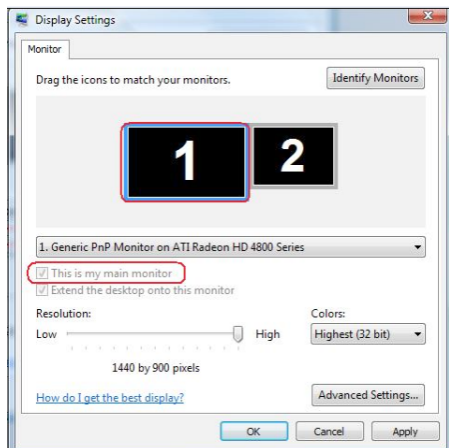 Display Settings
Monitor
Drag the icons to match your monitors.
Identify Monitors
1
2
1. Generic PnP Monitor on ATI Radeon HD 4800 Series
This is my main monitor
Extend the desktop onto this monitor
Resolution:
Colors:
Low
High
Highest (32 bit)
1440 by 900 pixels
How do I get the best display?
Advanced Settings...
OK
Cancel
Apply